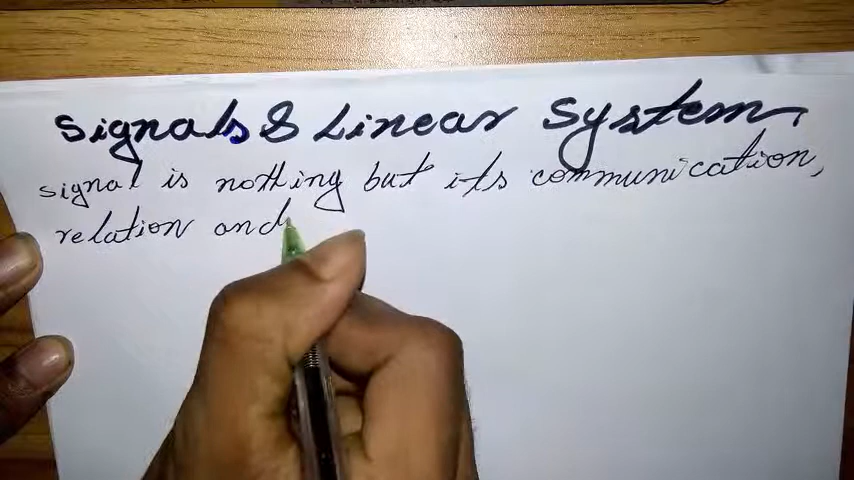 Signals & Linear System,
signal is nothing but its communication,
relation and